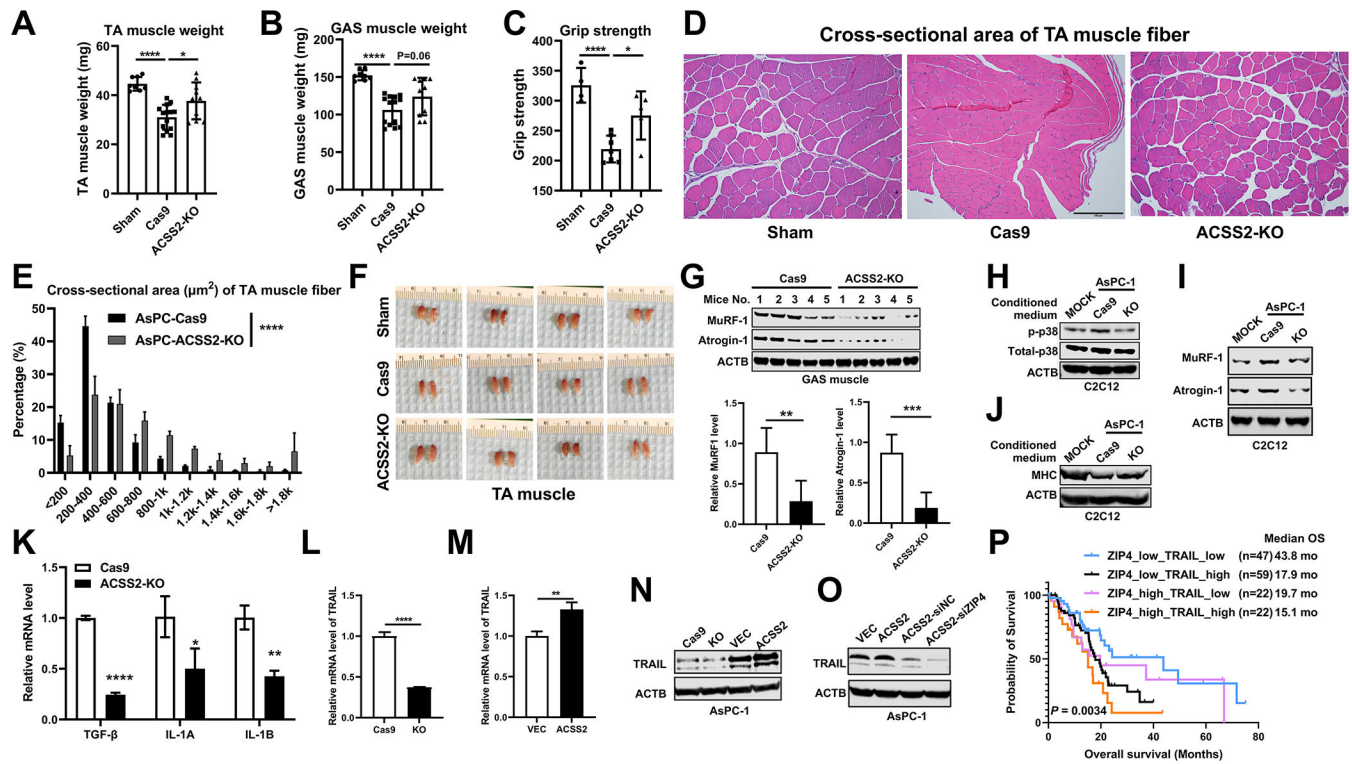 A
TA muscle weight
TA muscle weight (mg)
60
40
20
0
****
*
Sham
Cas9
ACSS2-KO
B
GAS muscle weight
GAS muscle weight (mg)
200
150
100
50
0
****
P=0.06
Sham
Cas9
ACSS2-KO
C
Grip strength
Grip strength
400
350
300
250
200
150
****
*
Sham
Cas9
ACSS2-KO
D
Cross-sectional area of TA muscle fiber
Sham
Cas9
ACSS2-KO
E
Cross-sectional area (µm²) of TA muscle fiber
AsPC-Cas9
AsPC-ACSS2-KO
****
Percentage (%)
50
40
30
20
10
0
<200
200-400
400-600
600-800
800-1k
1k-1.2k
1.2k-1.4k
1.4k-1.6k
1.6k-1.8k
>1.8k
F
Sham
Cas9
ACSS2-KO
TA muscle
G
Cas9
ACSS2-KO
Mice No. 1 2 3 4 5 1 2 3 4 5
MuRF-1
Atrogin-1
ACTB
GAS muscle
Relative MuRF1 level
1.5
1.0
0.5
0.0
**
Cas9
ACSS2-KO
Relative Atrogin-1 level
1.5
1.0
0.5
0.0
***
Cas9
ACSS2-KO
H
AsPC-1
Conditioned medium
MOCK
Cas9
KO
p-p38
Total-p38
ACTB
C2C12
I
AsPC-1
MOCK
Cas9
KO
MuRF-1
Atrogin-1
ACTB
C2C12
J
AsPC-1
Conditioned medium
MOCK
Cas9
KO
MHC
ACTB
C2C12
K
Cas9
ACSS2-KO
Relative mRNA level
1.5
1.0
0.5
0.0
****
*
**
TGF-β
IL-1A
IL-1B
L
Relative mRNA level of TRAIL
1.5
1.0
0.5
0.0
****
Cas9
KO
M
Relative mRNA level of TRAIL
1.5
1.0
0.5
0.0
**
VEC
ACSS2
N
Cas9
KO
VEC
ACSS2
TRAIL
ACTB
AsPC-1
O
VEC
ACSS2
ACSS2-siNC
ACSS2-siZIP4
TRAIL
ACTB
AsPC-1
P
Median OS
ZIP4_low_TRAIL_low (n=47) 43.8 mo
ZIP4_low_TRAIL_high (n=59) 17.9 mo
ZIP4_high_TRAIL_low (n=22) 19.7 mo
ZIP4_high_TRAIL_high (n=22) 15.1 mo
Probability of Survival
100
50
0
P = 0.0034
0 20 40 60 80
Overall survival (Months)